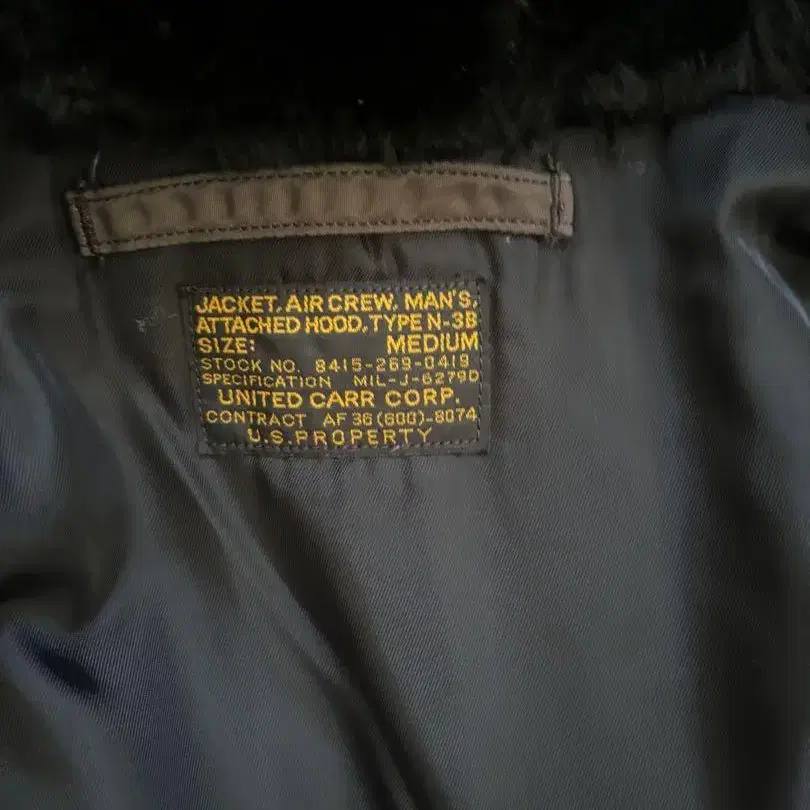 JACKET, AIR CREW, MAN'S,
ATTACHED HOOD, TYPE N-3B
SIZE: MEDIUM
STOCK NO. 8415-269-0419
SPECIFICATION MIL-J-6279D
UNITED CARR CORP.
CONTRACT AF 36(600)-8074
U.S. PROPERTY